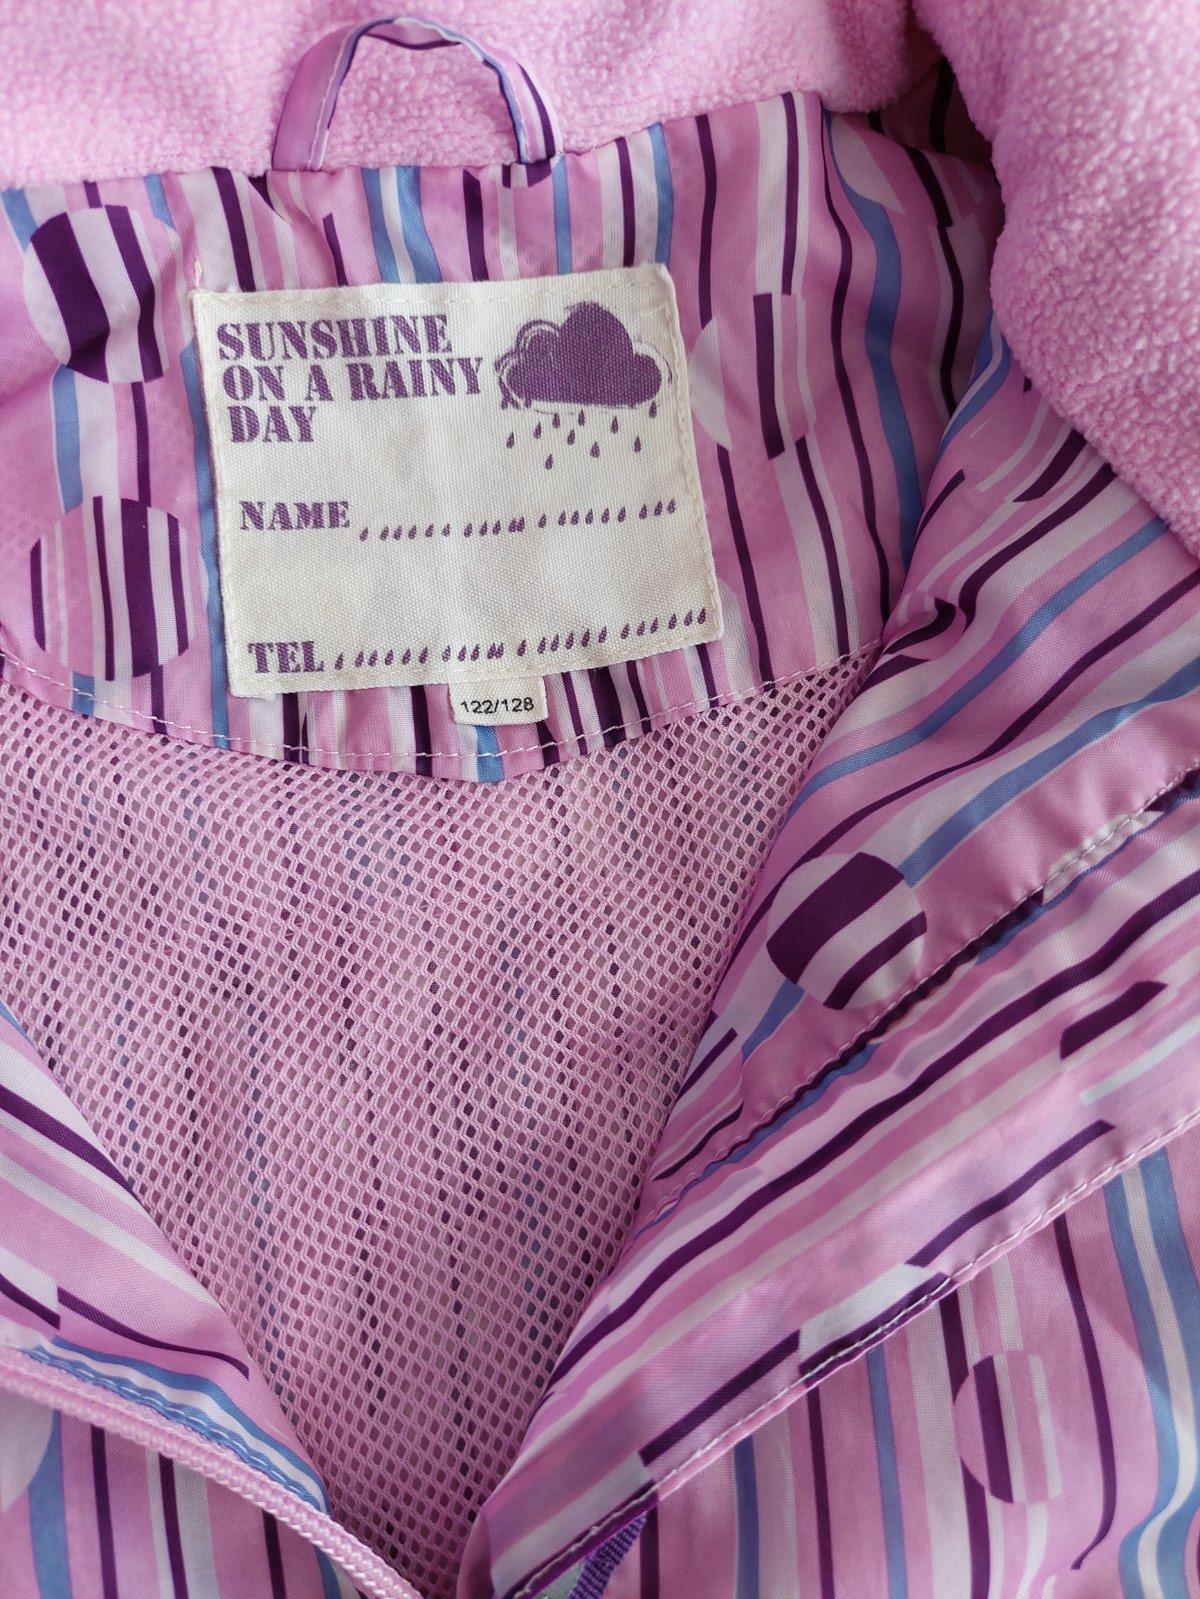 SUNSHINE
ON A RAINY
DAY
NAME
TEL
122/128